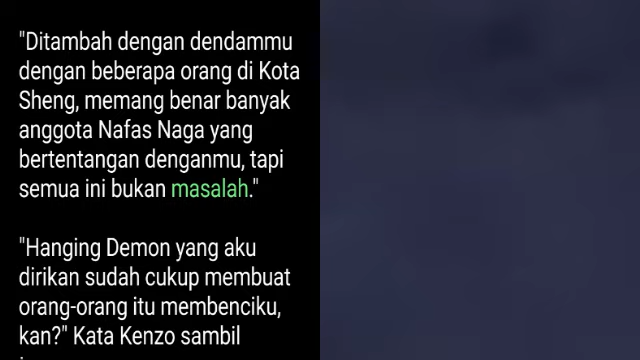 "Ditambah dengan dendammu
dengan beberapa orang di Kota
Sheng, memang benar banyak
anggota Nafas Naga yang
bertentangan denganmu, tapi
semua ini bukan masalah."
"Hanging Demon yang aku
dirikan sudah cukup membuat
orang-orang itu membenciku,
kan?" Kata Kenzo sambil